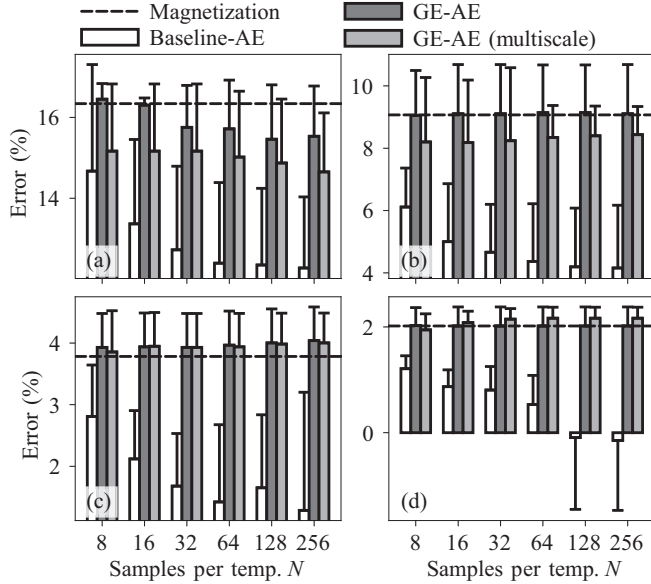 Magnetization
Baseline-AE
GE-AE
GE-AE (multiscale)
Error (%)
16
14
(a)
10
8
6
4
(b)
Error (%)
4
3
2
(c)
8 16 32 64 128 256
Samples per temp. N
2
0
(d)
8 16 32 64 128 256
Samples per temp. N